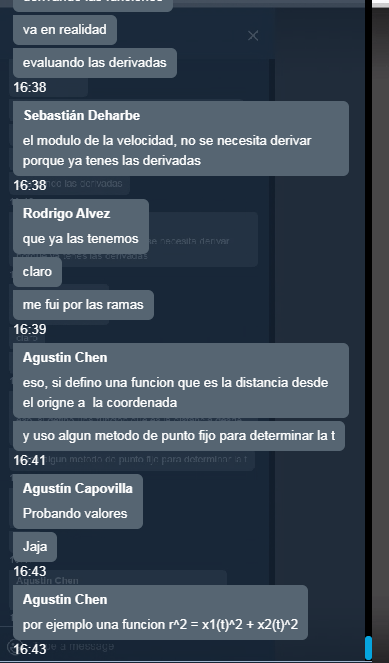 derivando las funciones
va en realidad
evaluando las derivadas
16:38
Sebastián Deharbe
el modulo de la velocidad, no se necesita derivar
porque ya tenes las derivadas
16:38
Rodrigo Alvez
que ya las tenemos
claro
me fui por las ramas
16:39
Agustin Chen
eso, si defino una funcion que es la distancia desde
el origne a la coordenada
y uso algun metodo de punto fijo para determinar la t
16:41
Agustín Capovilla
Probando valores
Jaja
16:43
Agustin Chen
por ejemplo una funcion r^2 = x1(t)^2 + x2(t)^2
16:43